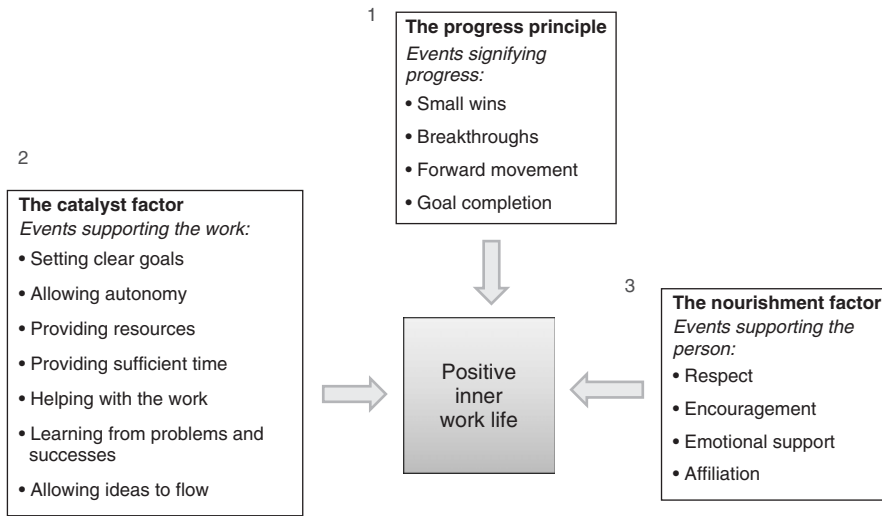 1
The progress principle
Events signifying
progress:
• Small wins
• Breakthroughs
• Forward movement
• Goal completion
2
The catalyst factor
Events supporting the work:
• Setting clear goals
• Allowing autonomy
• Providing resources
• Providing sufficient time
• Helping with the work
• Learning from problems and
successes
• Allowing ideas to flow
Positive
inner
work life
3
The nourishment factor
Events supporting the
person:
• Respect
• Encouragement
• Emotional support
• Affiliation